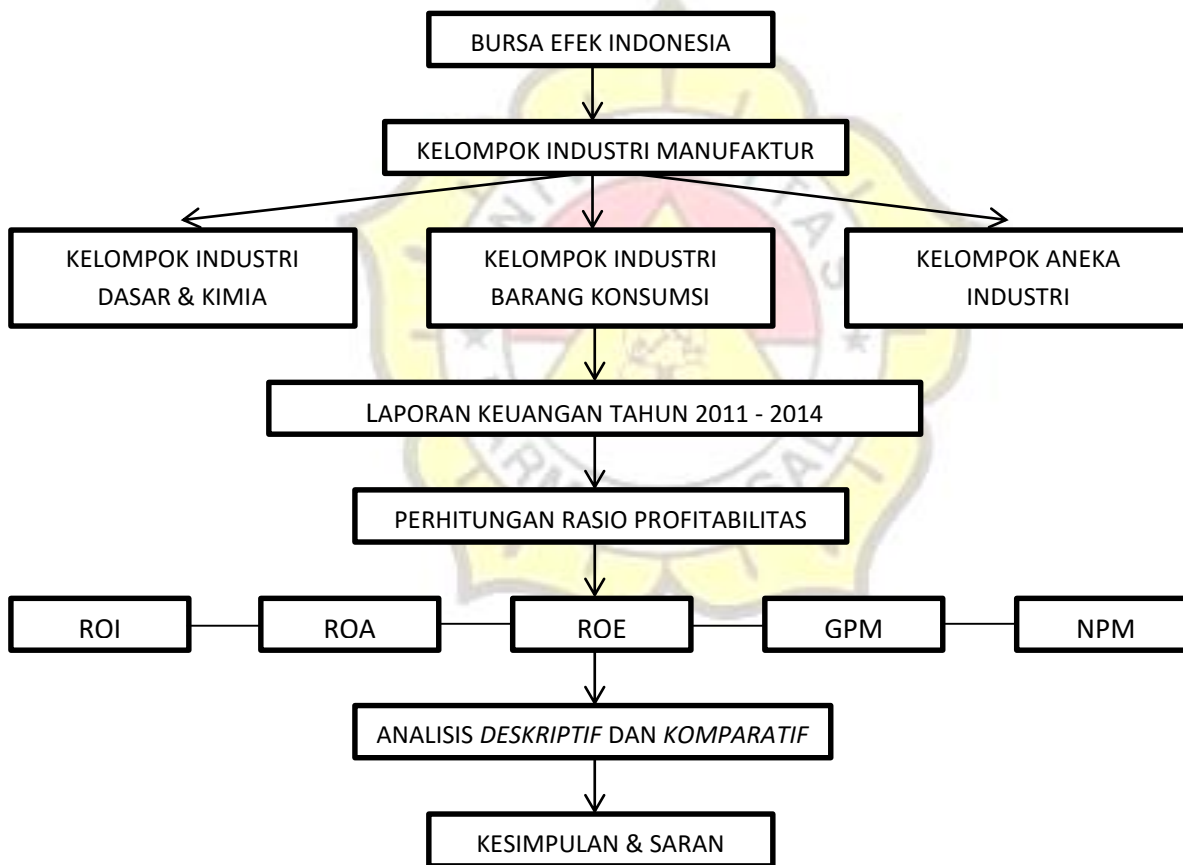 BURSA EFEK INDONESIA
KELOMPOK INDUSTRI MANUFAKTUR
KELOMPOK INDUSTRI
DASAR & KIMIA
KELOMPOK INDUSTRI
BARANG KONSUMSI
KELOMPOK ANEKA
INDUSTRI
LAPORAN KEUANGAN TAHUN 2011 - 2014
PERHITUNGAN RASIO PROFITABILITAS
ROI
ROA
ROE
GPM
NPM
ANALISIS DESKRIPTIF DAN KOMPARATIF
KESIMPULAN & SARAN